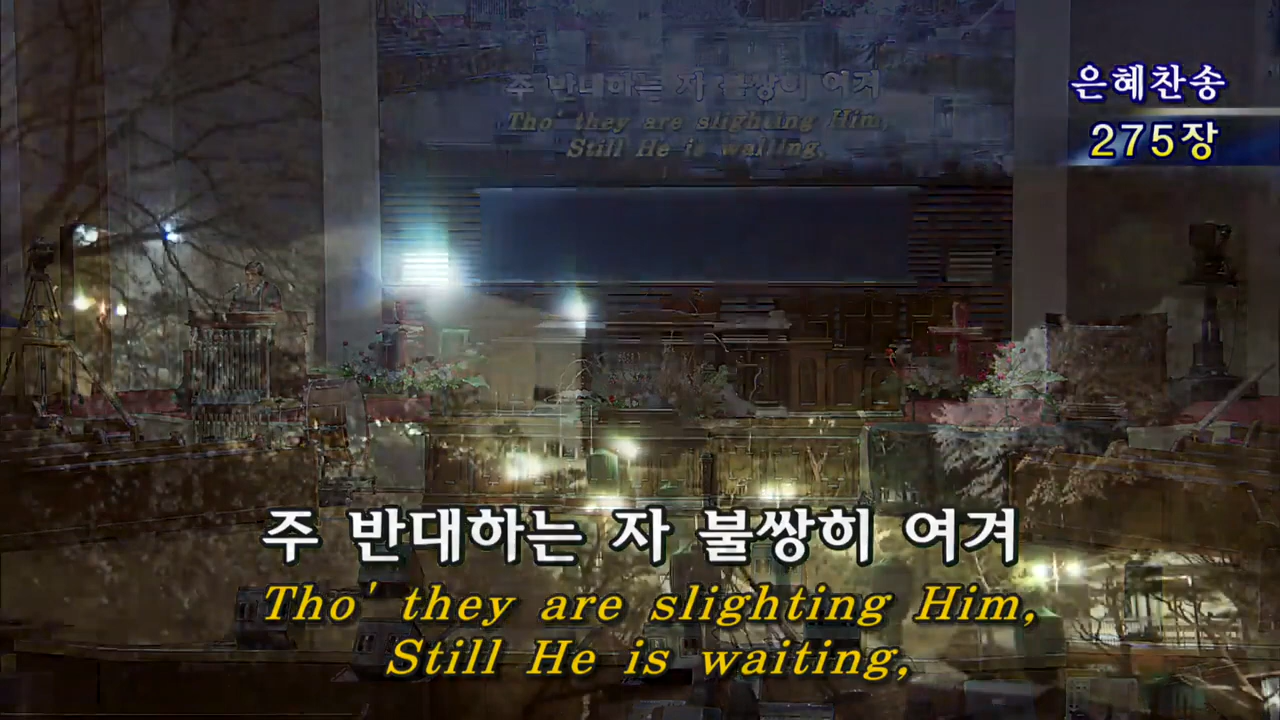 은혜찬송
275장
주 반대하는 자 불쌍히 여겨
Tho' they are slighting Him,
Still He is waiting,
주 반대하는 자 불쌍히 여겨
Tho' they are slighting Him,
Still He is waiting,